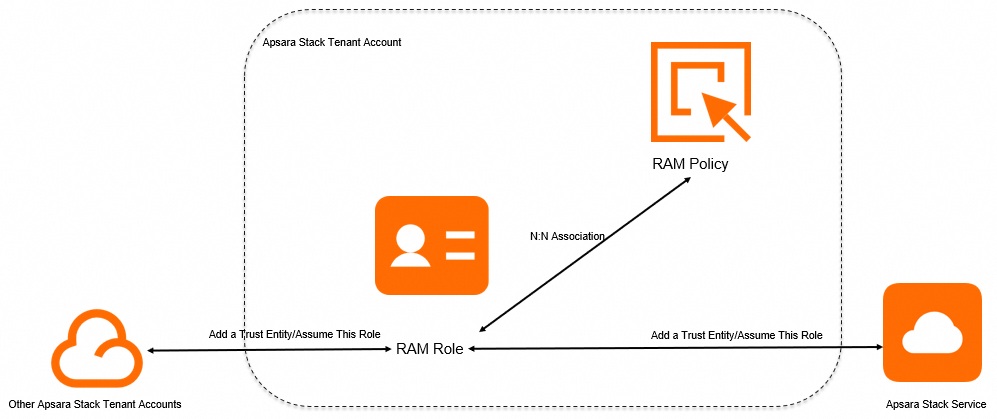 Apsara Stack Tenant Account
RAM Policy
N:N Association
Add a Trust Entity/Assume This Role
RAM Role
Add a Trust Entity/Assume This Role
Other Apsara Stack Tenant Accounts
Apsara Stack Service